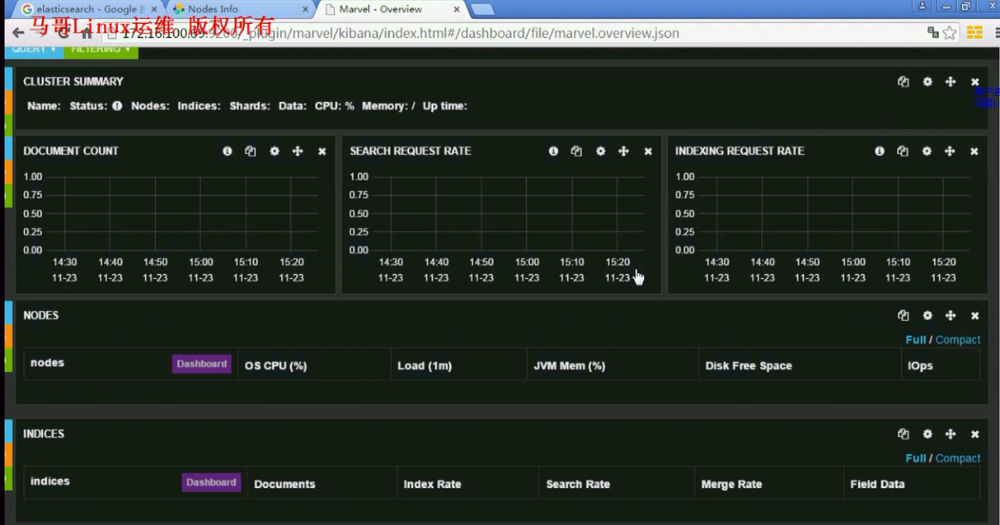 elasticsearch - Google
Nodes Info
Marvel - Overview
马哥Linux运维 版权所有
172.16.100.69:9200/_plugin/marvel/kibana/index.html#/dashboard/file/marvel.overview.json
QUERY
FILTERING
CLUSTER SUMMARY
Name: Status: Nodes: Indices: Shards: Data: CPU: % Memory: / Up time:
DOCUMENT COUNT
1.00
0.75
0.50
0.25
0.00
14:30 14:40 14:50 15:00 15:10 15:20
11-23 11-23 11-23 11-23 11-23 11-23
SEARCH REQUEST RATE
1.00
0.75
0.50
0.25
0.00
14:30 14:40 14:50 15:00 15:10 15:20
11-23 11-23 11-23 11-23 11-23 11-23
INDEXING REQUEST RATE
1.00
0.75
0.50
0.25
0.00
14:30 14:40 14:50 15:00 15:10 15:20
11-23 11-23 11-23 11-23 11-23 11-23
NODES
Full / Compact
nodes Dashboard OS CPU (%) Load (1m) JVM Mem (%) Disk Free Space IOps
INDICES
Full / Compact
indices Dashboard Documents Index Rate Search Rate Merge Rate Field Data